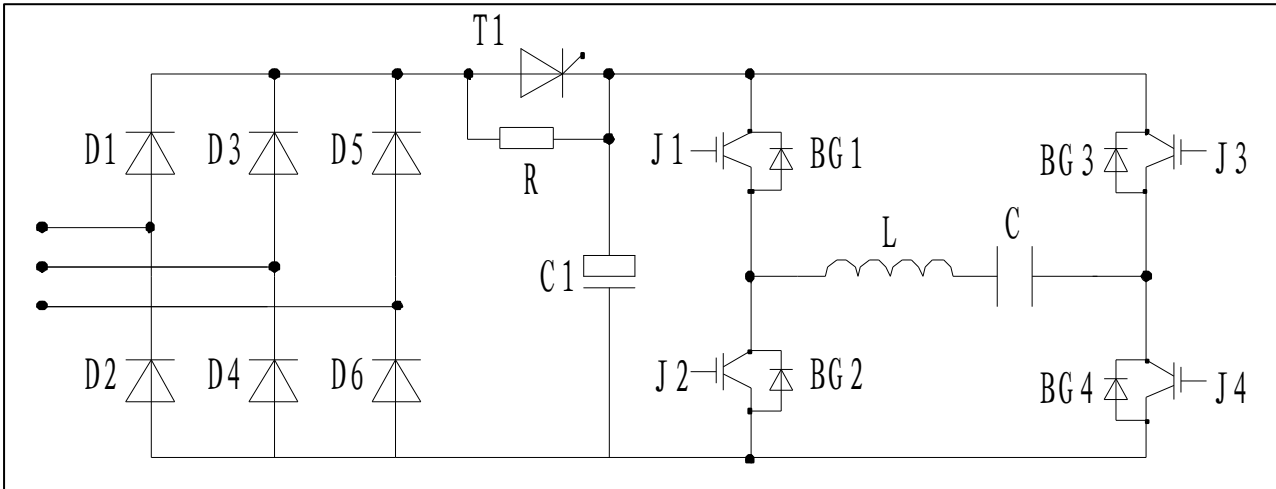 T1
D1 D3 D5
R
J1 BG1 BG3 J3
L C
C1
D2 D4 D6
J2 BG2 BG4 J4